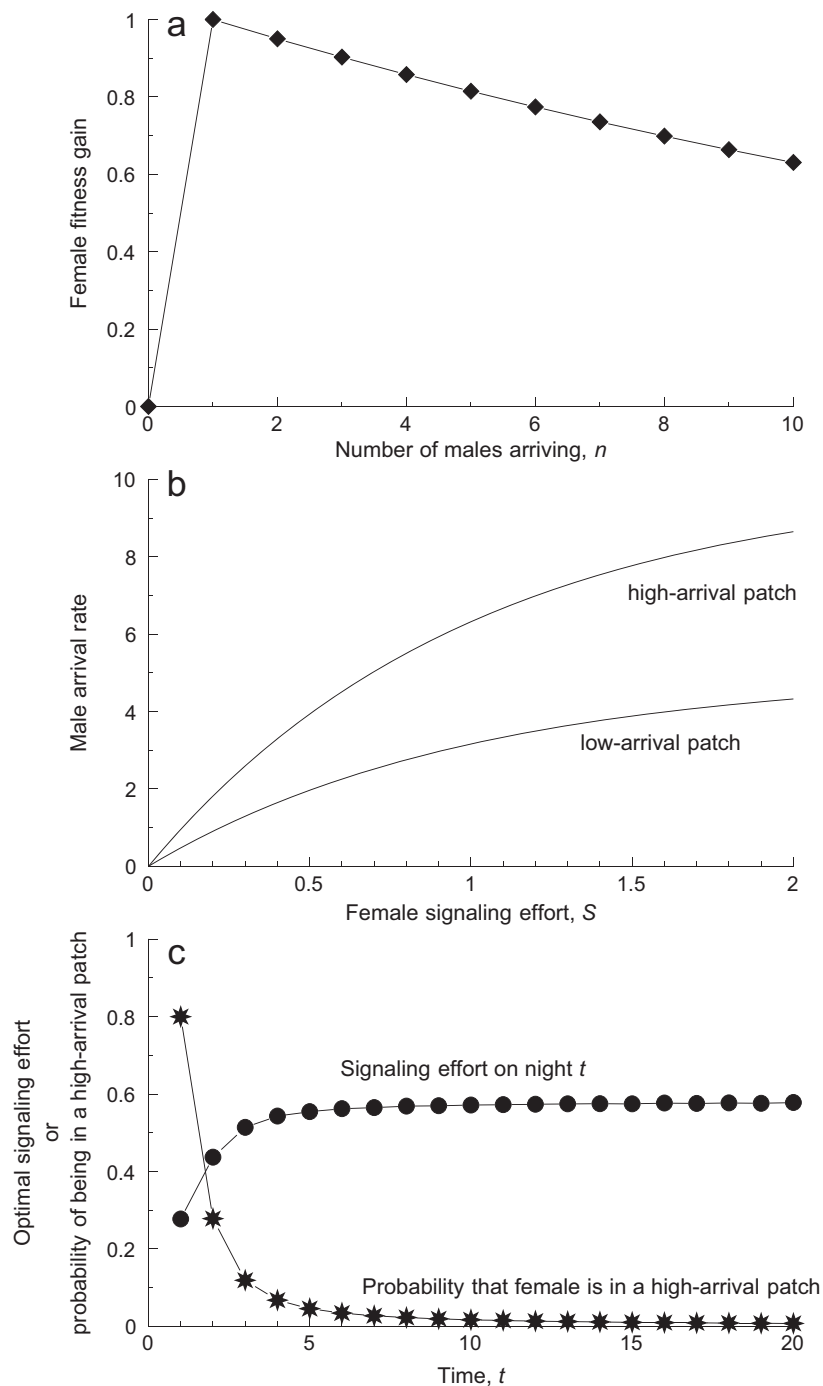 a
1
0.8
0.6
0.4
0.2
0
Female fitness gain
0 2 4 6 8 10
Number of males arriving, n
b
10
8
6
4
2
0
Male arrival rate
high-arrival patch
low-arrival patch
0 0.5 1 1.5 2
Female signaling effort, S
c
1
0.8
0.6
0.4
0.2
0
Optimal signaling effort
or
probability of being in a high-arrival patch
Signaling effort on night t
Probability that female is in a high-arrival patch
0 5 10 15 20
Time, t